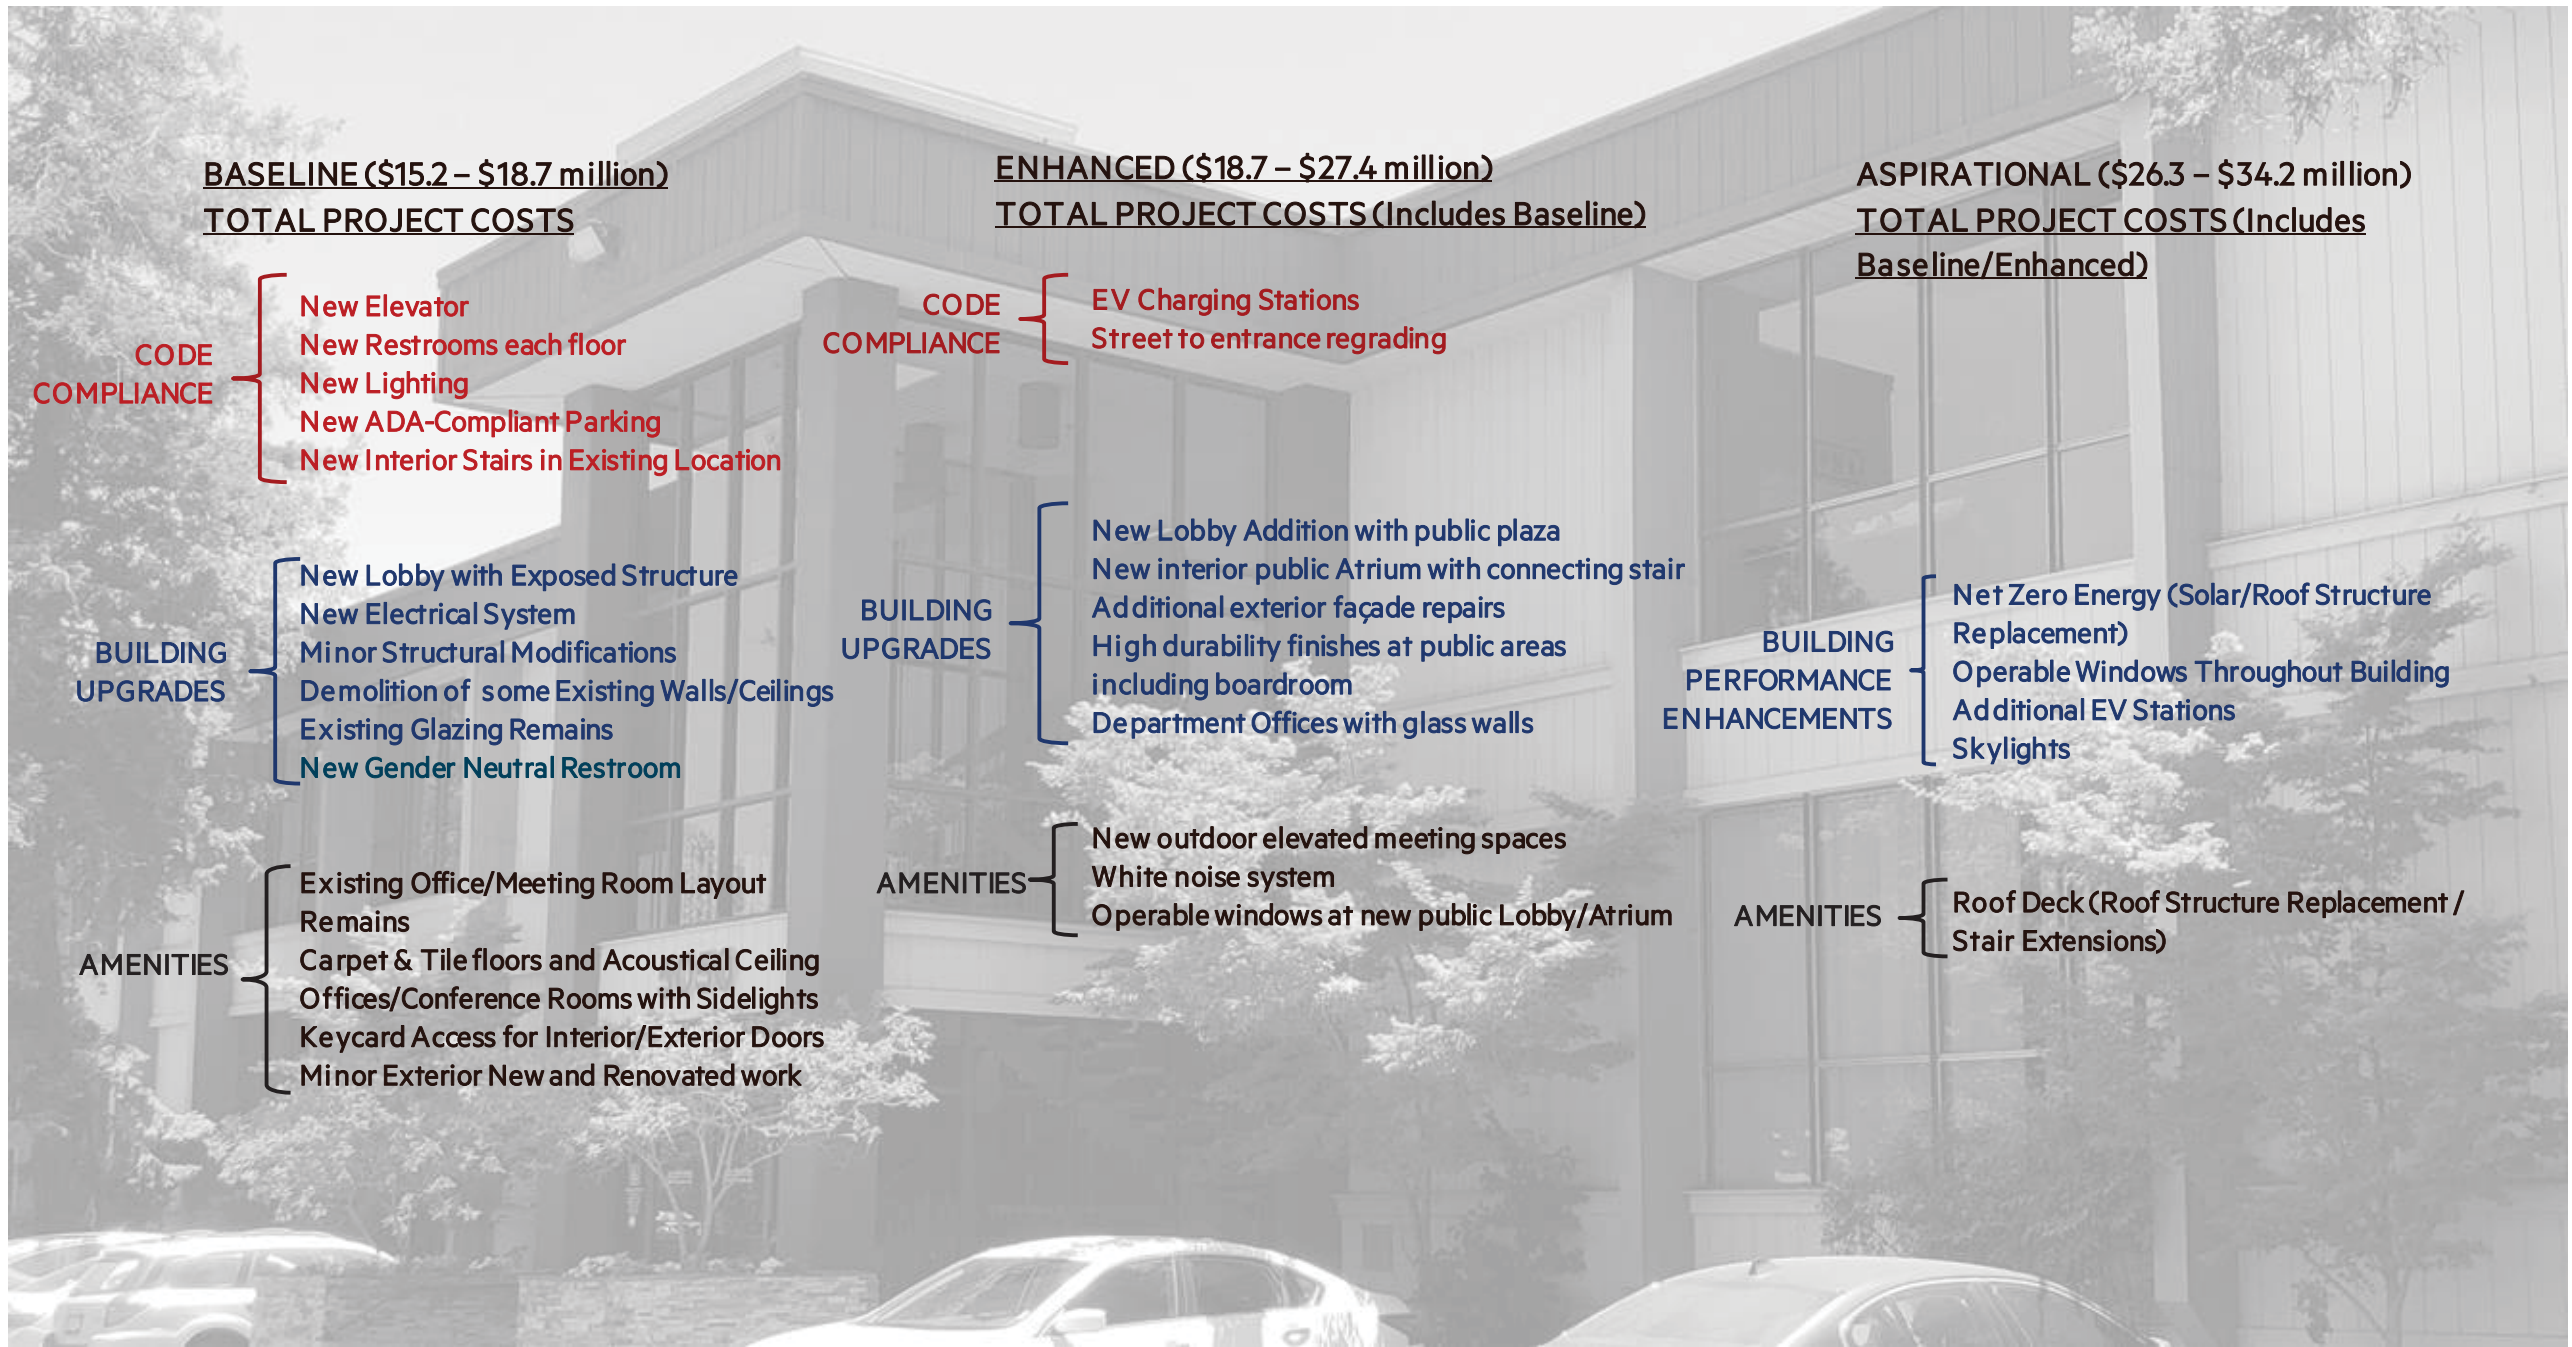 BASELINE ($15.2 – $18.7 million)
TOTAL PROJECT COSTS
CODE
COMPLIANCE
New Elevator
New Restrooms each floor
New Lighting
New ADA-Compliant Parking
New Interior Stairs in Existing Location
BUILDING
UPGRADES
New Lobby with Exposed Structure
New Electrical System
Minor Structural Modifications
Demolition of some Existing Walls/Ceilings
Existing Glazing Remains
New Gender Neutral Restroom
AMENITIES
Existing Office/Meeting Room Layout
Remains
Carpet & Tile floors and Acoustical Ceiling
Offices/Conference Rooms with Sidelights
Keycard Access for Interior/Exterior Doors
Minor Exterior New and Renovated work
ENHANCED ($18.7 – $27.4 million)
TOTAL PROJECT COSTS (Includes Baseline)
CODE
COMPLIANCE
EV Charging Stations
Street to entrance regrading
BUILDING
UPGRADES
New Lobby Addition with public plaza
New interior public Atrium with connecting stair
Additional exterior façade repairs
High durability finishes at public areas
including boardroom
Department Offices with glass walls
AMENITIES
New outdoor elevated meeting spaces
White noise system
Operable windows at new public Lobby/Atrium
ASPIRATIONAL ($26.3 – $34.2 million)
TOTAL PROJECT COSTS (Includes
Baseline/Enhanced)
BUILDING
PERFORMANCE
ENHANCEMENTS
Net Zero Energy (Solar/Roof Structure
Replacement)
Operable Windows Throughout Building
Additional EV Stations
Skylights
AMENITIES
Roof Deck (Roof Structure Replacement /
Stair Extensions)